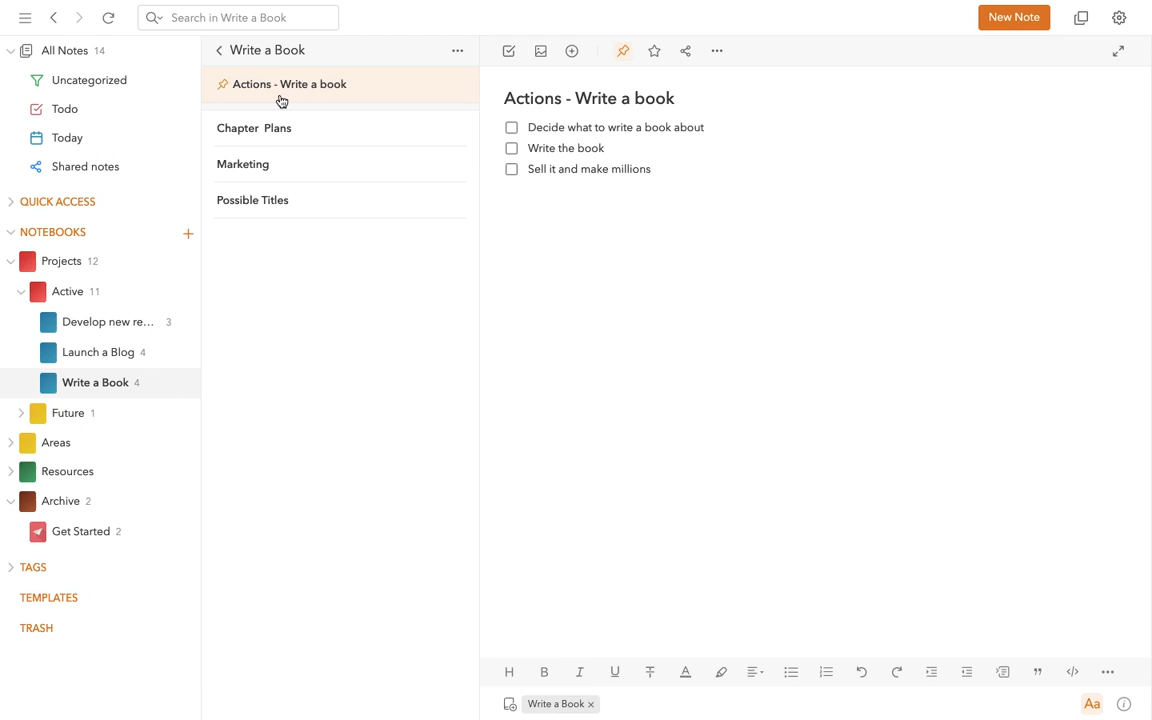 Search in Write a Book
New Note
All Notes 14
Uncategorized
Todo
Today
Shared notes
QUICK ACCESS
NOTEBOOKS +
Projects 12
Active 11
Develop new re... 3
Launch a Blog 4
Write a Book 4
Future 1
Areas
Resources
Archive 2
Get Started 2
TAGS
TEMPLATES
TRASH
Write a Book
Actions - Write a book
Chapter Plans
Marketing
Possible Titles
Actions - Write a book
Decide what to write a book about
Write the book
Sell it and make millions
H B I U T A
Write a Book ×
Aa